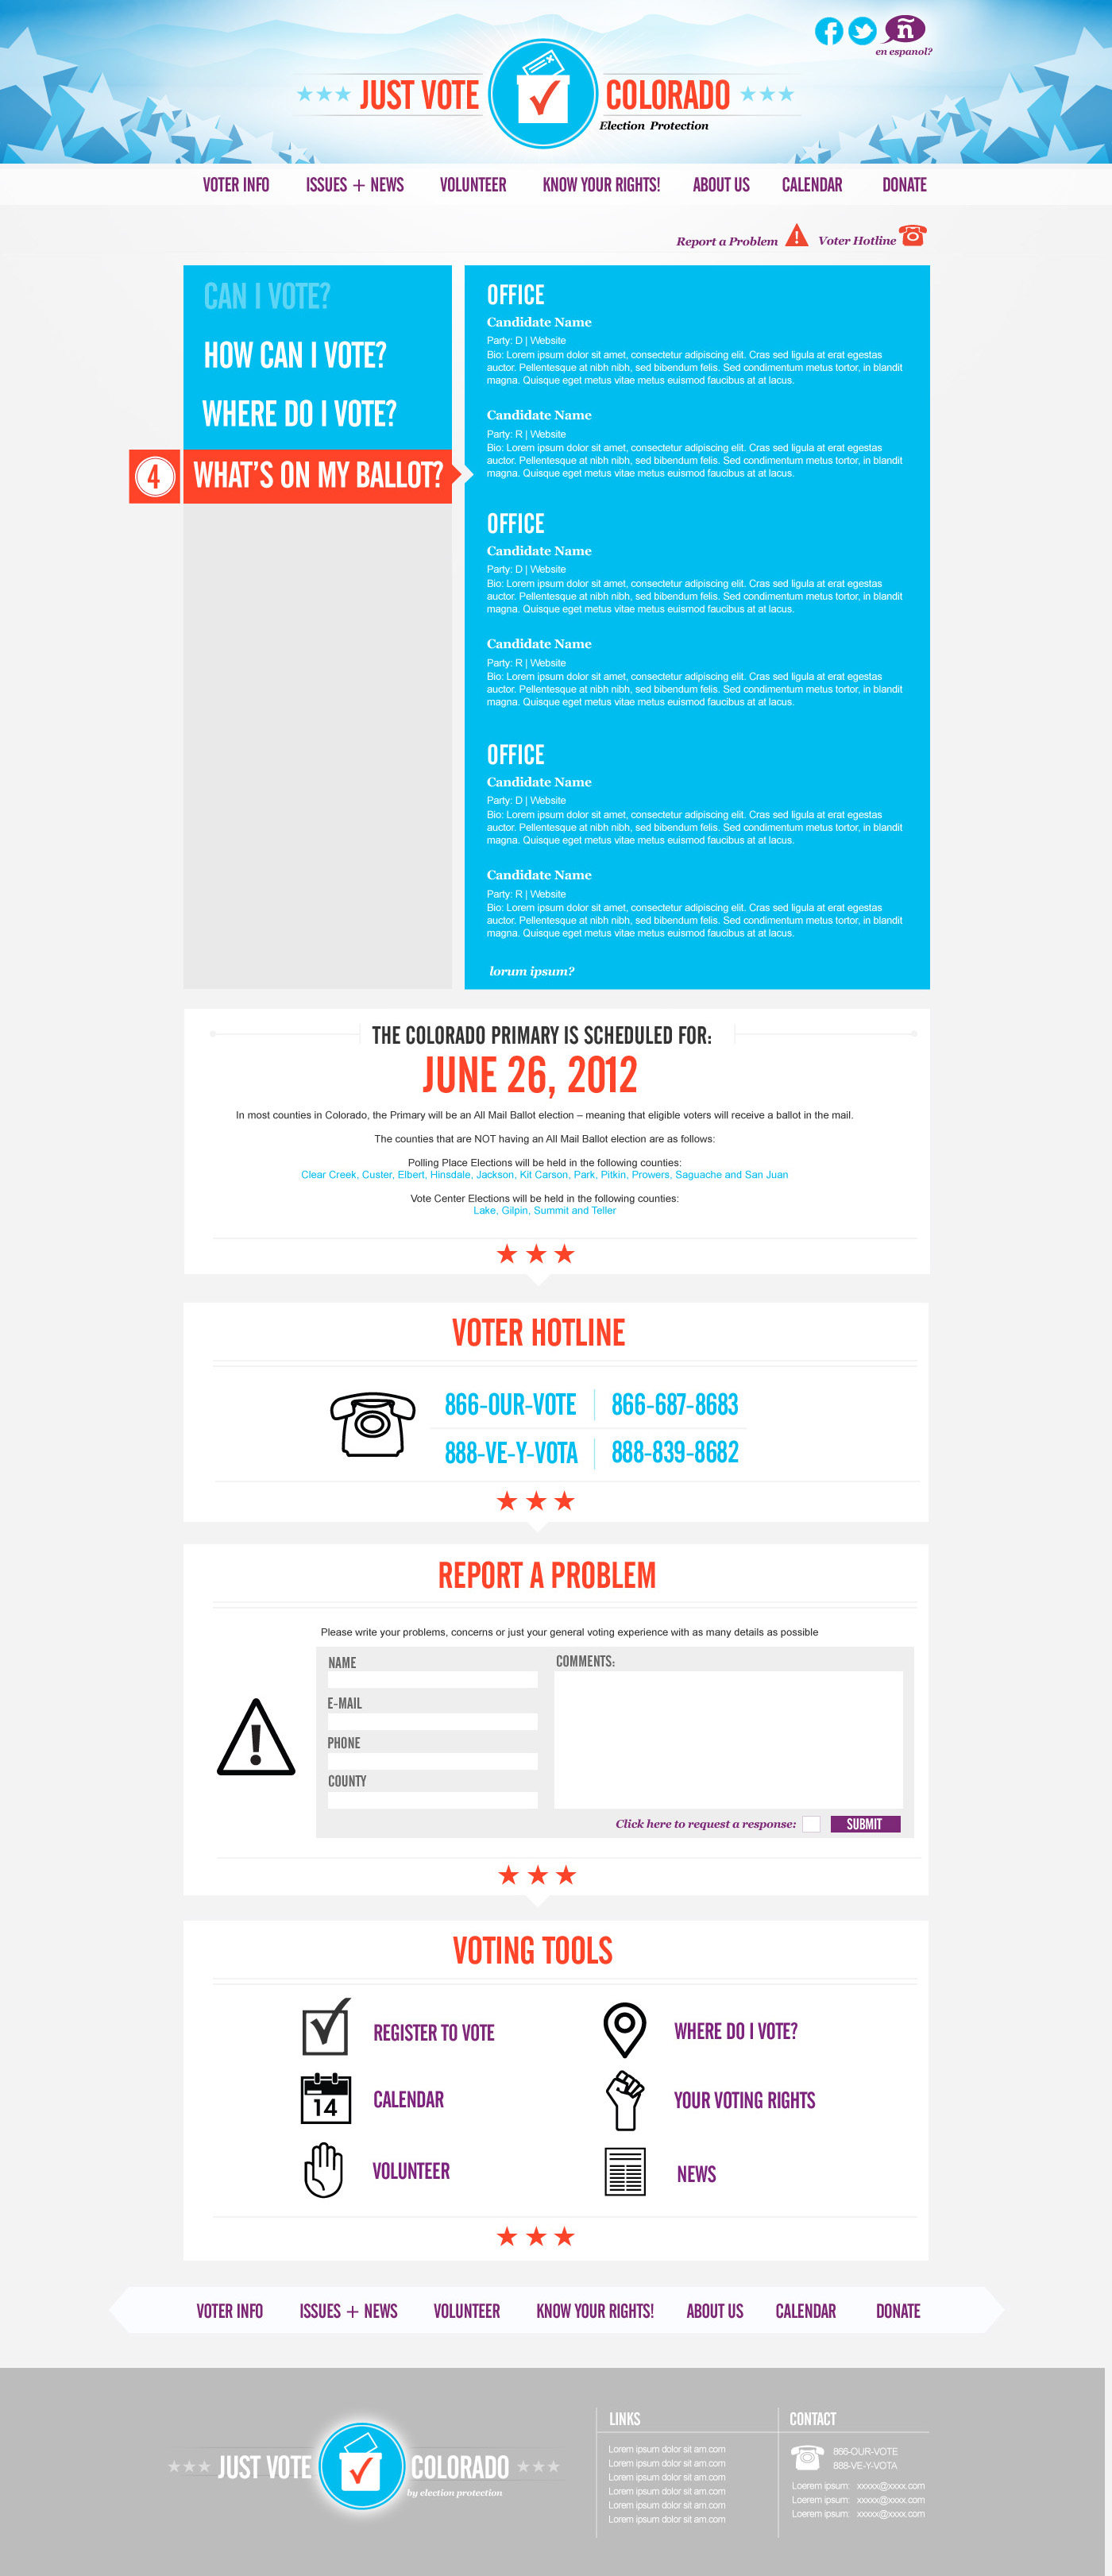 ñ
en espanol?
JUST VOTE COLORADO
Election Protection
VOTER INFO ISSUES + NEWS VOLUNTEER KNOW YOUR RIGHTS! ABOUT US CALENDAR DONATE
Report a Problem Voter Hotline
CAN I VOTE?
HOW CAN I VOTE?
WHERE DO I VOTE?
4 WHAT'S ON MY BALLOT?
OFFICE
Candidate Name
Party: D | Website
Bio: Lorem ipsum dolor sit amet, consectetur adipiscing elit. Cras sed ligula at erat egestas
auctor. Pellentesque at nibh nibh, sed bibendum felis. Sed condimentum metus tortor, in blandit
magna. Quisque eget metus vitae metus euismod faucibus at at lacus.
Candidate Name
Party: R | Website
Bio: Lorem ipsum dolor sit amet, consectetur adipiscing elit. Cras sed ligula at erat egestas
auctor. Pellentesque at nibh nibh, sed bibendum felis. Sed condimentum metus tortor, in blandit
magna. Quisque eget metus vitae metus euismod faucibus at at lacus.
OFFICE
Candidate Name
Party: D | Website
Bio: Lorem ipsum dolor sit amet, consectetur adipiscing elit. Cras sed ligula at erat egestas
auctor. Pellentesque at nibh nibh, sed bibendum felis. Sed condimentum metus tortor, in blandit
magna. Quisque eget metus vitae metus euismod faucibus at at lacus.
Candidate Name
Party: R | Website
Bio: Lorem ipsum dolor sit amet, consectetur adipiscing elit. Cras sed ligula at erat egestas
auctor. Pellentesque at nibh nibh, sed bibendum felis. Sed condimentum metus tortor, in blandit
magna. Quisque eget metus vitae metus euismod faucibus at at lacus.
OFFICE
Candidate Name
Party: D | Website
Bio: Lorem ipsum dolor sit amet, consectetur adipiscing elit. Cras sed ligula at erat egestas
auctor. Pellentesque at nibh nibh, sed bibendum felis. Sed condimentum metus tortor, in blandit
magna. Quisque eget metus vitae metus euismod faucibus at at lacus.
Candidate Name
Party: R | Website
Bio: Lorem ipsum dolor sit amet, consectetur adipiscing elit. Cras sed ligula at erat egestas
auctor. Pellentesque at nibh nibh, sed bibendum felis. Sed condimentum metus tortor, in blandit
magna. Quisque eget metus vitae metus euismod faucibus at at lacus.
lorum ipsum?
THE COLORADO PRIMARY IS SCHEDULED FOR:
JUNE 26, 2012
In most counties in Colorado, the Primary will be an All Mail Ballot election – meaning that eligible voters will receive a ballot in the mail.
The counties that are NOT having an All Mail Ballot election are as follows:
Polling Place Elections will be held in the following counties:
Clear Creek, Custer, Elbert, Hinsdale, Jackson, Kit Carson, Park, Pitkin, Prowers, Saguache and San Juan
Vote Center Elections will be held in the following counties:
Lake, Gilpin, Summit and Teller
VOTER HOTLINE
866-OUR-VOTE 866-687-8683
888-VE-Y-VOTA 888-839-8682
REPORT A PROBLEM
Please write your problems, concerns or just your general voting experience with as many details as possible
NAME
E-MAIL
PHONE
COUNTY
COMMENTS:
Click here to request a response: SUBMIT
VOTING TOOLS
REGISTER TO VOTE WHERE DO I VOTE?
14 CALENDAR YOUR VOTING RIGHTS
VOLUNTEER NEWS
VOTER INFO ISSUES + NEWS VOLUNTEER KNOW YOUR RIGHTS! ABOUT US CALENDAR DONATE
JUST VOTE COLORADO
by election protection
LINKS
Lorem ipsum dolor sit am.com
Lorem ipsum dolor sit am.com
Lorem ipsum dolor sit am.com
Lorem ipsum dolor sit am.com
Lorem ipsum dolor sit am.com
Lorem ipsum dolor sit am.com
CONTACT
866-OUR-VOTE
888-VE-Y-VOTA
Loerem ipsum: xxxxx@xxxx.com
Loerem ipsum: xxxxx@xxxx.com
Loerem ipsum: xxxxx@xxxx.com